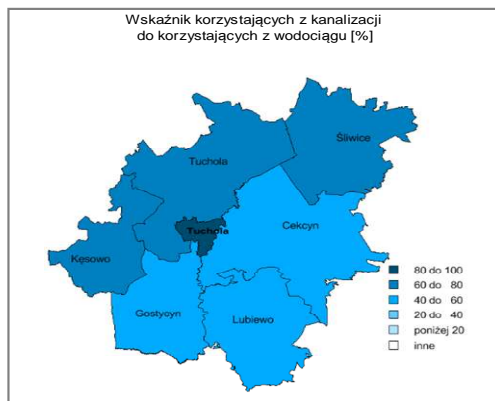 Wskaźnik korzystających z kanalizacji
do korzystających z wodociągu [%]
Śliwice
Tuchola
Tuchola
Cekcyn
Kęsowo
Gostycyn
Lubiewo
80 do 100
60 do 80
40 do 60
20 do 40
poniżej 20
inne